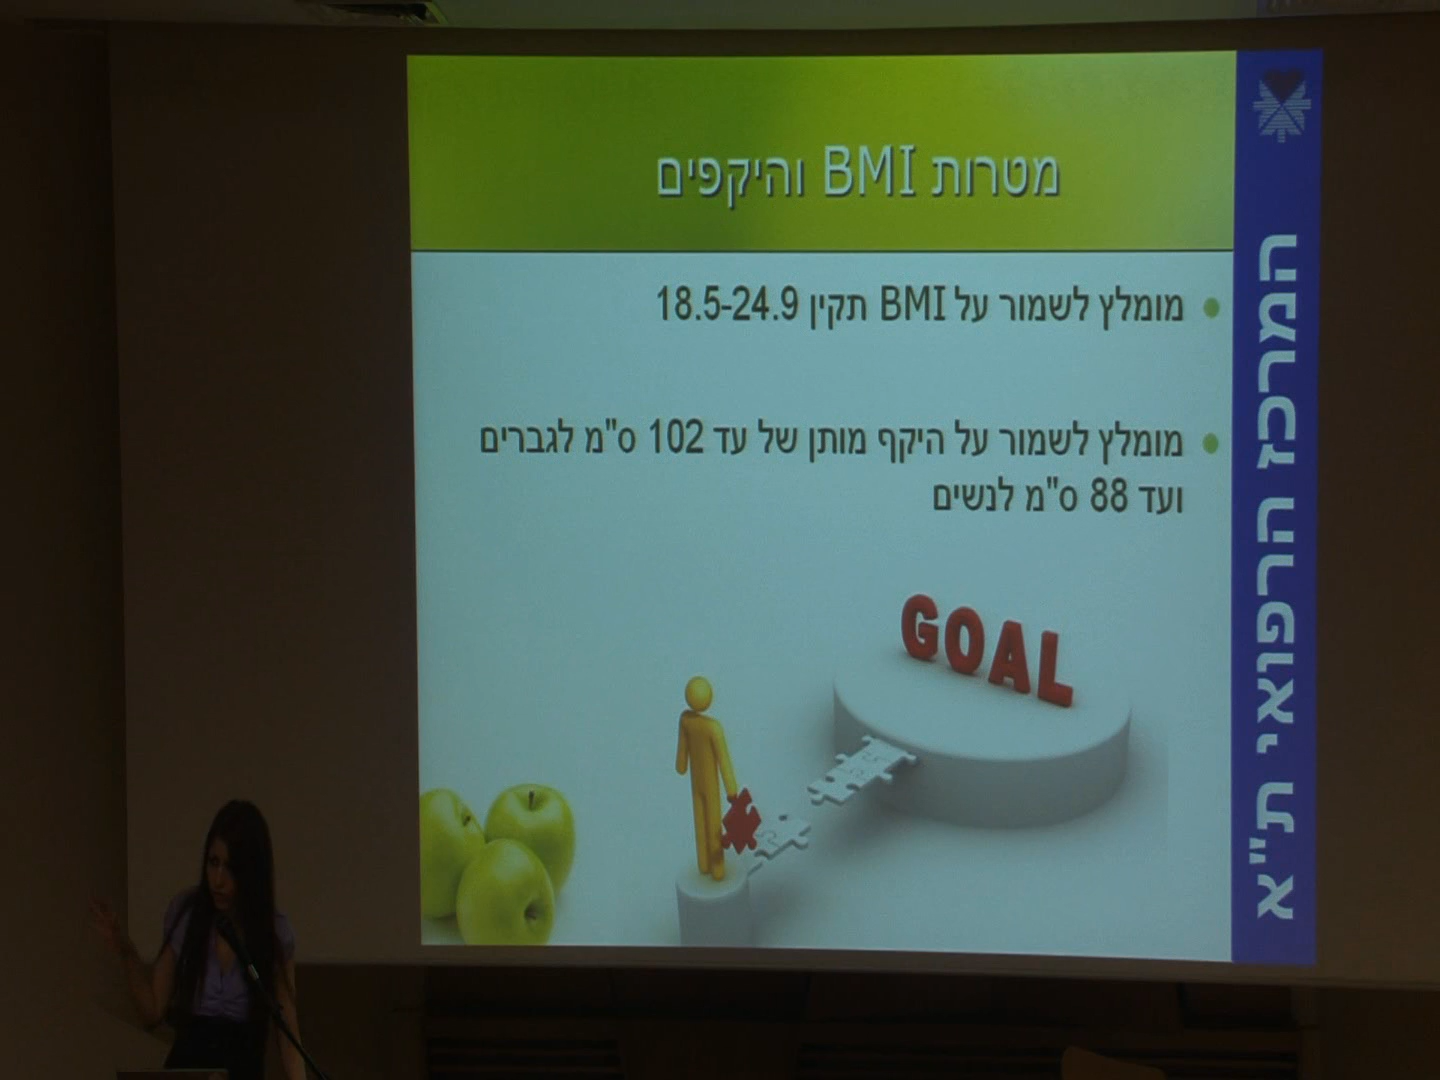 מטרות BMI והיקפים
מומלץ לשמור על BMI תקין 18.5-24.9
מומלץ לשמור על היקף מותן של עד 102 ס"מ לגברים
ועד 88 ס"מ לנשים
GOAL
המרכז הרפואי ת"א